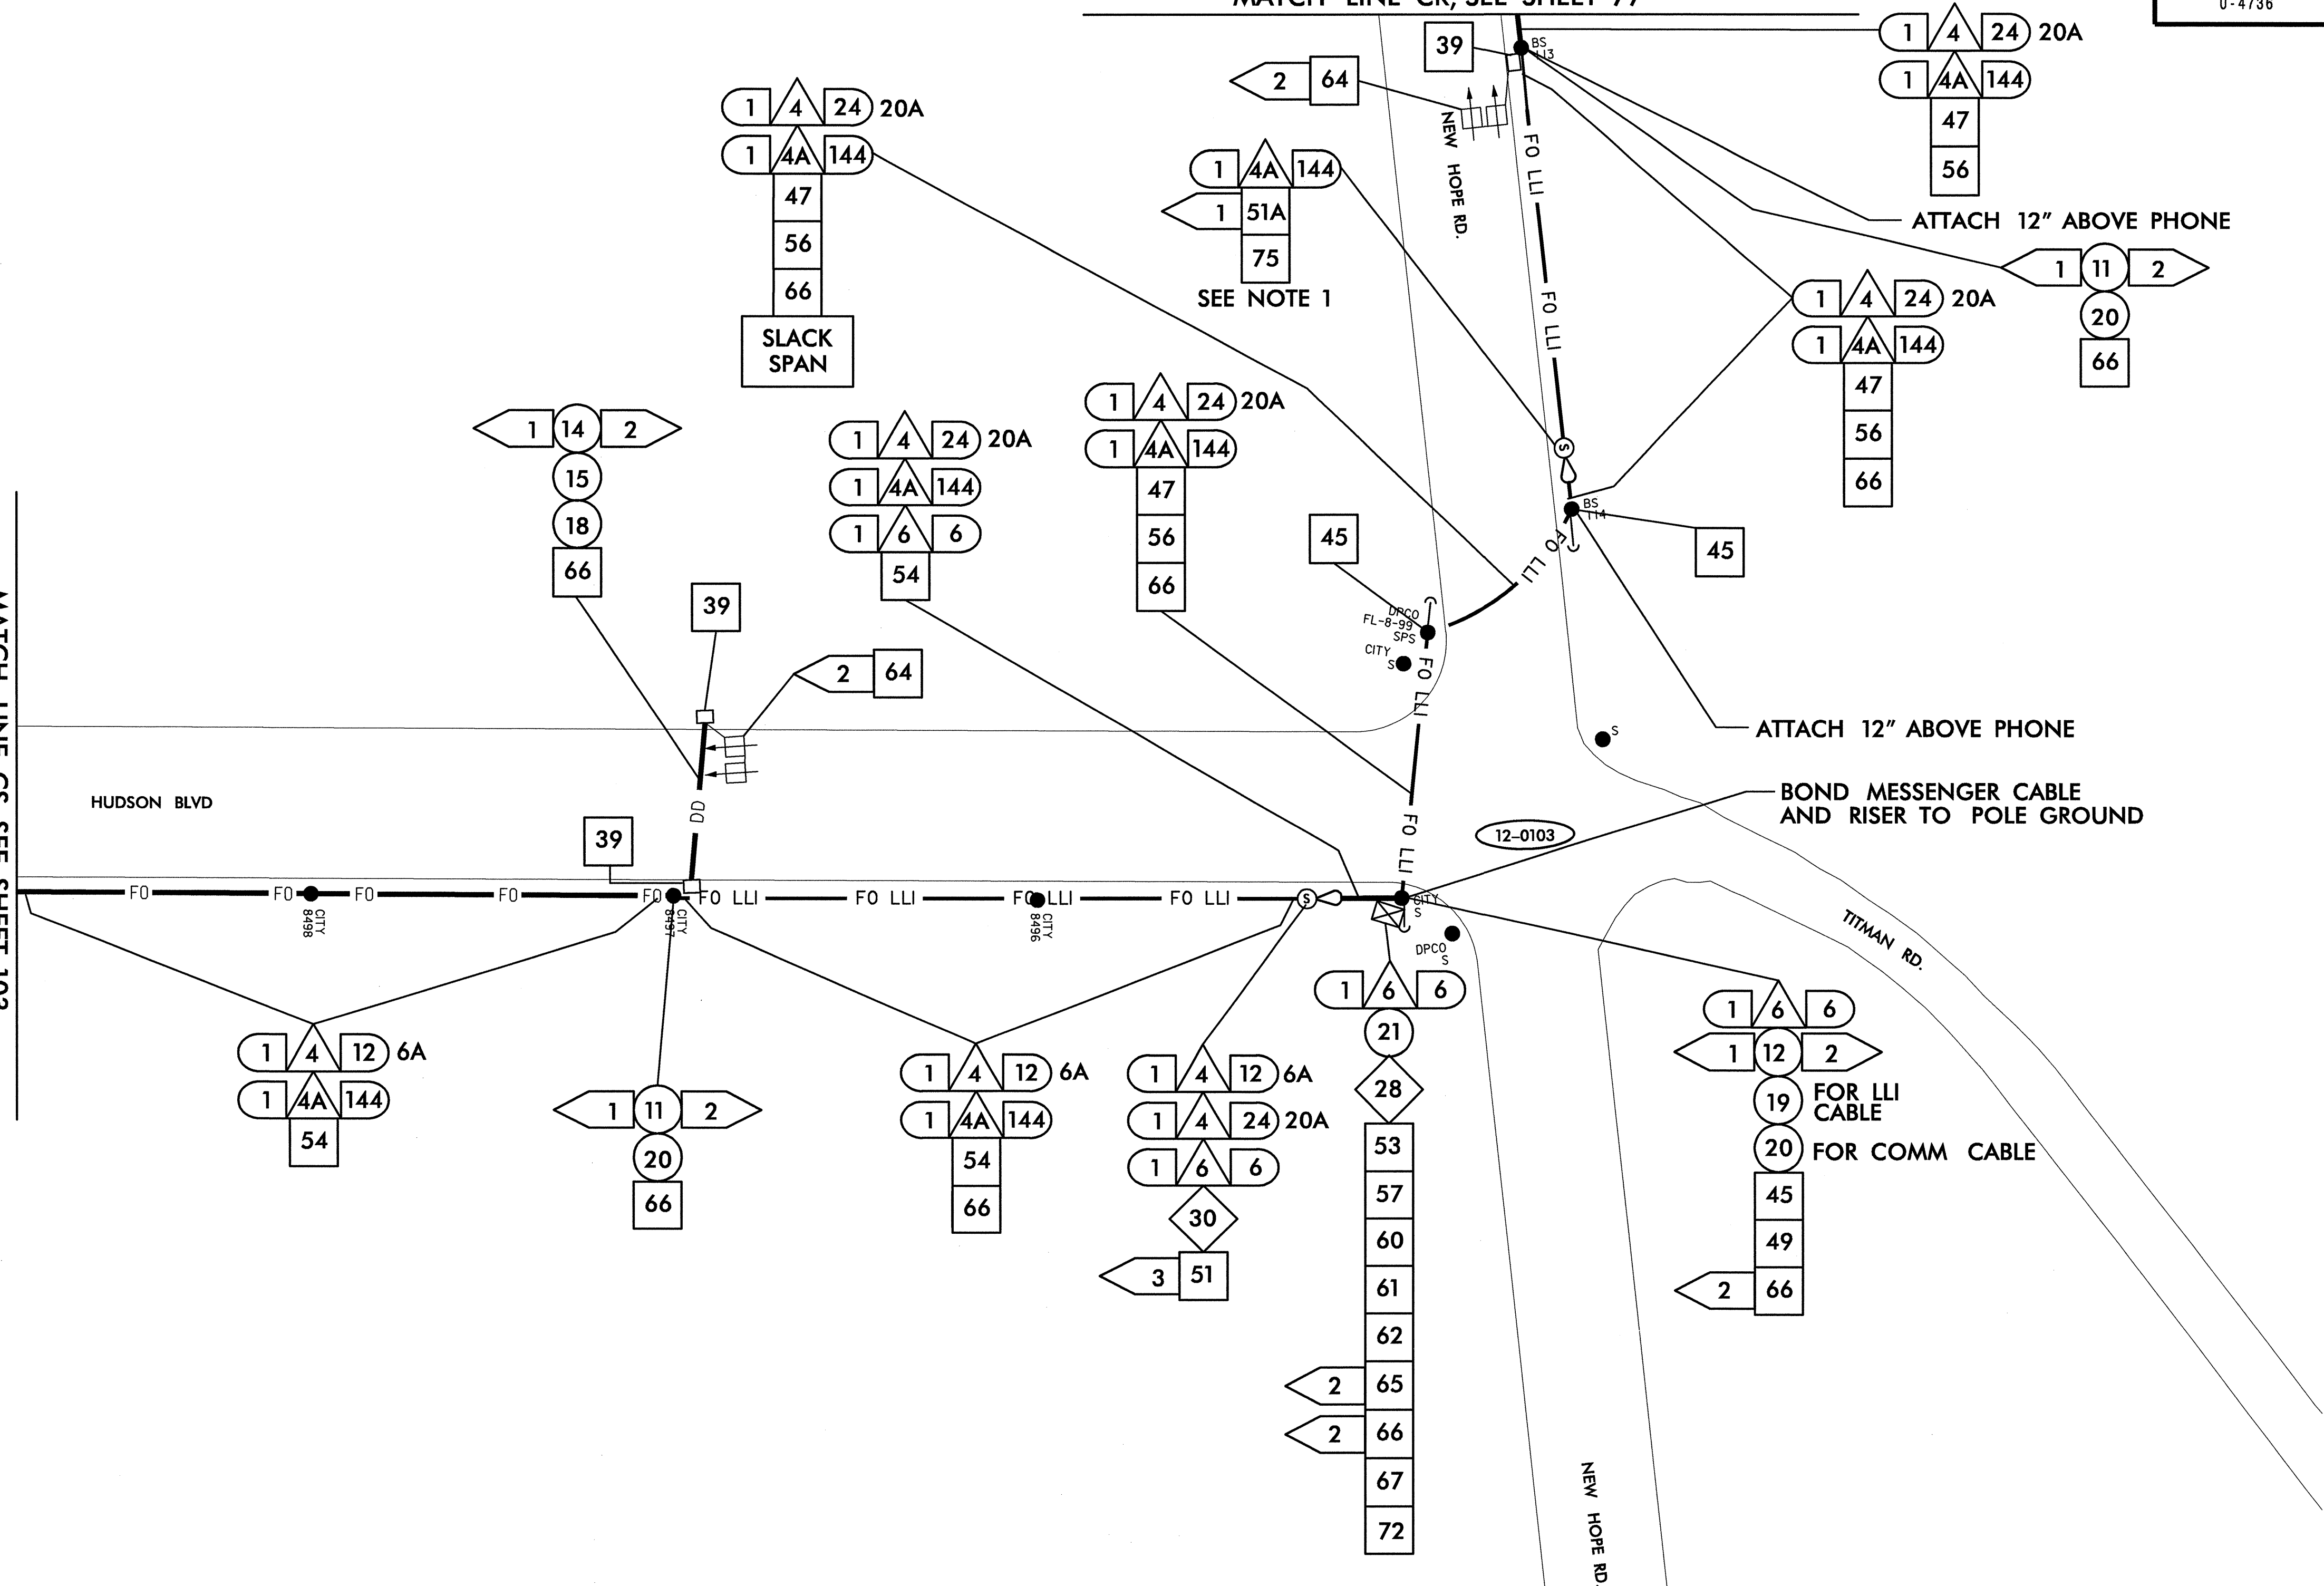 MATCH LINE CR, SEE SHEET 77
U-4736
1 4 24 20A
1 4A 144
47
56
39
BS
113
2 64
NEW HOPE RD.
FO LLI
FO LLI
1 4 24 20A
1 4A 144
47
56
66
SLACK
SPAN
1 4A 144
1 51A
75
SEE NOTE 1
ATTACH 12" ABOVE PHONE
1 11 2
20
66
1 4 24 20A
1 4A 144
47
56
66
S
BS
114
45
FO LLI
1 14 2
15
18
66
1 4 24 20A
1 4A 144
1 6 6
54
1 4 24 20A
1 4A 144
47
56
66
45
DPCO
FL-8-99
SPS
CITY
S
FO LLI
39
2 64
S
ATTACH 12" ABOVE PHONE
BOND MESSENGER CABLE
AND RISER TO POLE GROUND
HUDSON BLVD
DD
FO LLI
12-0103
39
MATCH LINE CS, SEE SHEET 102
FO FO FO FO FO FO LLI FO LLI FO LLI FO LLI S
CITY
8498
CITY
8497
CITY
8496
CITY
S
DPCO
S
TITMAN RD.
1 4 12 6A
1 4A 144
54
1 11 2
20
66
1 4 12 6A
1 4A 144
54
66
1 4 12 6A
1 4 24 20A
1 6 6
30
3 51
1 6 6
21
28
53
57
60
61
62
2 65
2 66
67
72
1 6 6
1 12 2
19 FOR LLI
CABLE
20 FOR COMM CABLE
45
49
2 66
NEW HOPE RD.